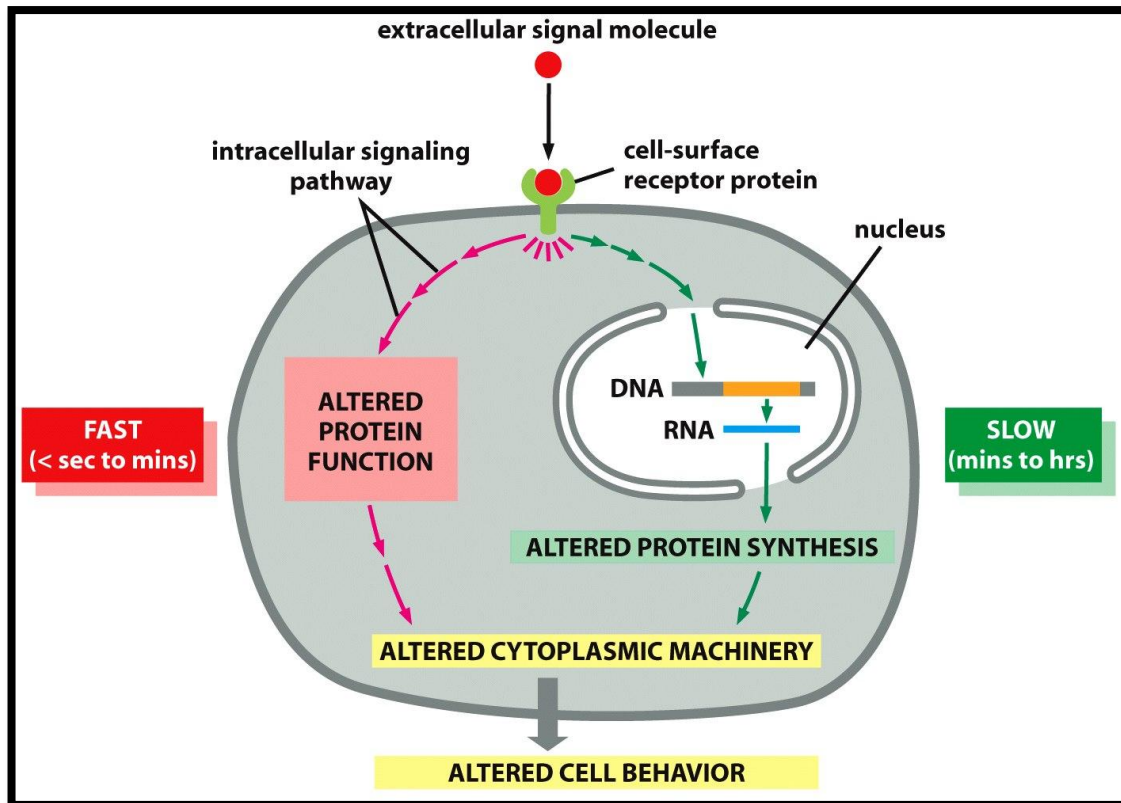 extracellular signal molecule
intracellular signaling
pathway
cell-surface
receptor protein
nucleus
DNA
RNA
ALTERED
PROTEIN
FUNCTION
FAST
(< sec to mins)
SLOW
(mins to hrs)
ALTERED PROTEIN SYNTHESIS
ALTERED CYTOPLASMIC MACHINERY
ALTERED CELL BEHAVIOR